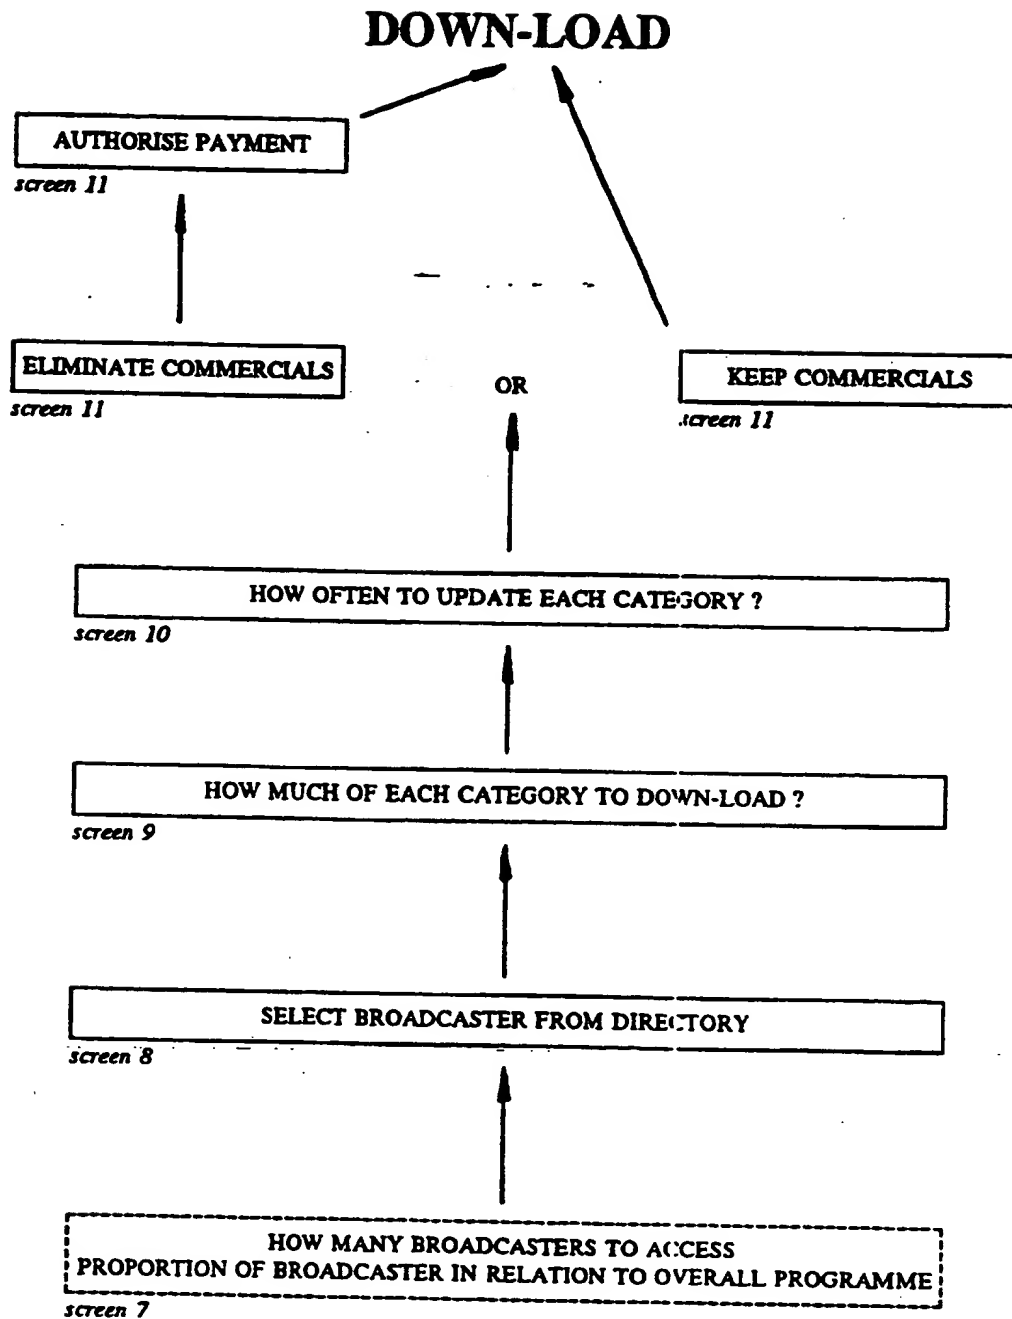 DOWN-LOAD
AUTHORISE PAYMENT
screen 11
ELIMINATE COMMERCIALS
screen 11
OR
KEEP COMMERCIALS
screen 11
HOW OFTEN TO UPDATE EACH CATEGORY ?
screen 10
HOW MUCH OF EACH CATEGORY TO DOWN-LOAD ?
screen 9
SELECT BROADCASTER FROM DIRECTORY
screen 8
HOW MANY BROADCASTERS TO ACCESS
PROPORTION OF BROADCASTER IN RELATION TO OVERALL PROGRAMME
screen 7